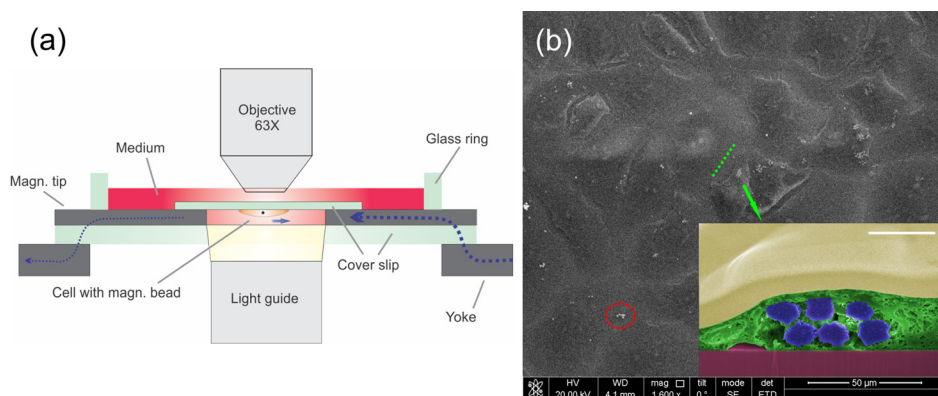 (a)
Objective
63X
Medium
Glass ring
Magn. tip
Cover slip
Cell with magn. bead
Light guide
Yoke
(b)
HV
20.00 kV
WD
4.1 mm
mag
1 600 x
tilt
0 °
mode
SE
det
ETD
50 µm